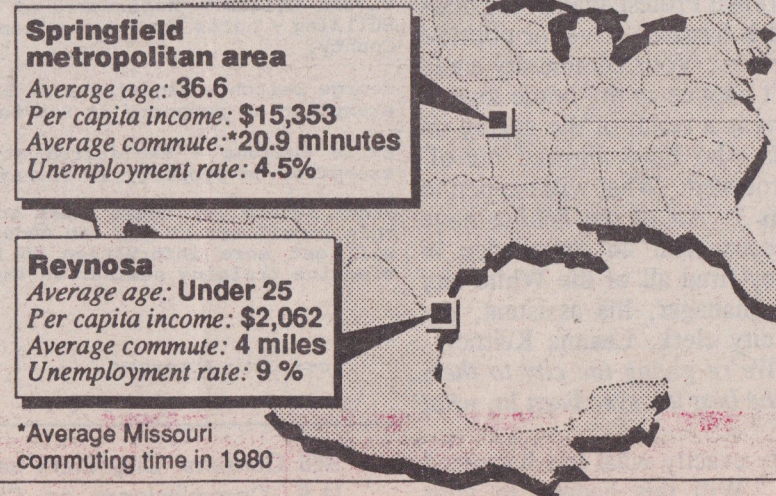 Springfield
metropolitan area
Average age: 36.6
Per capita income: $15,353
Average commute:*20.9 minutes
Unemployment rate: 4.5%
Reynosa
Average age: Under 25
Per capita income: $2,062
Average commute: 4 miles
Unemployment rate: 9 %
*Average Missouri
commuting time in 1980